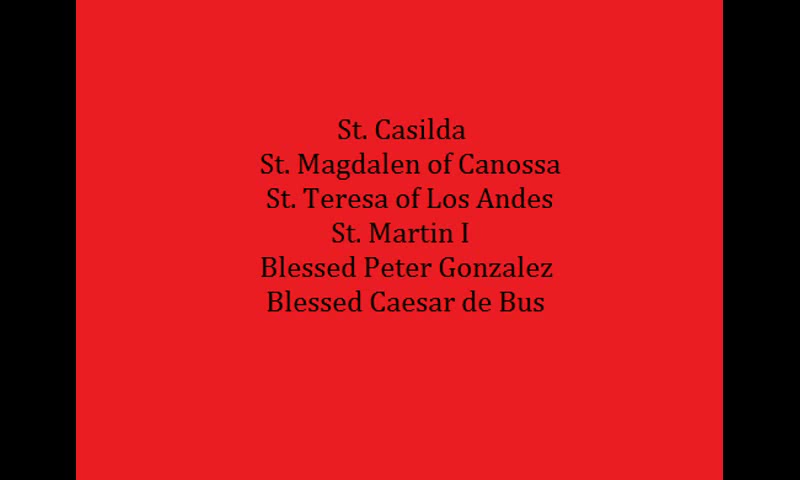 St. Casilda
St. Magdalen of Canossa
St. Teresa of Los Andes
St. Martin I
Blessed Peter Gonzalez
Blessed Caesar de Bus